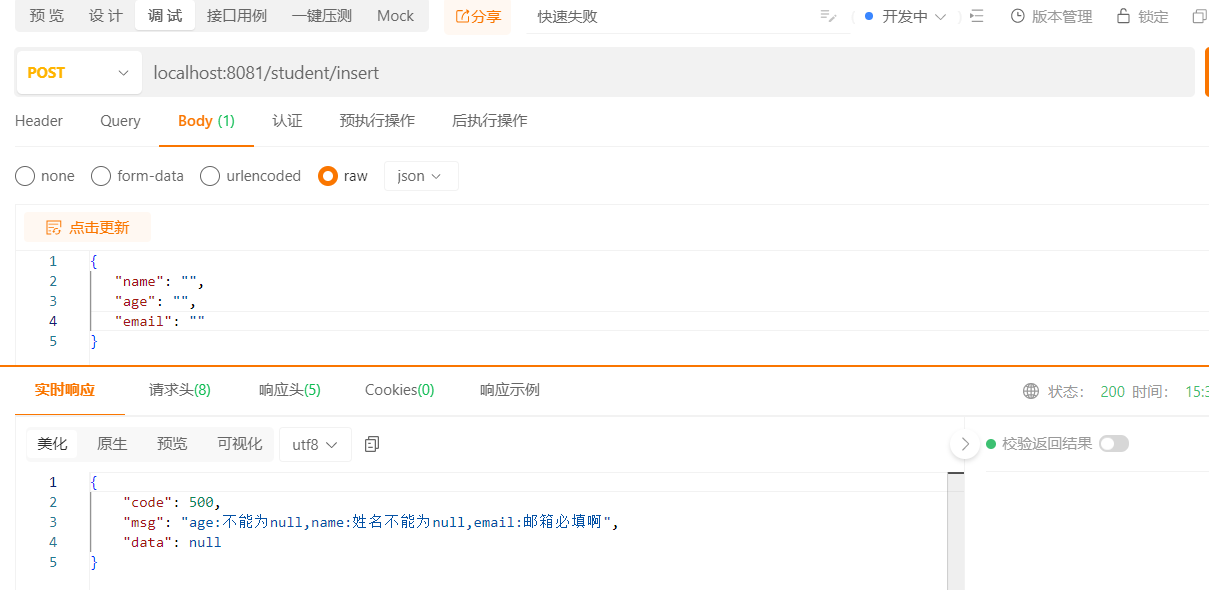 预 览 设 计 调 试 接口用例 一键压测 Mock 分享 快速失败 开发中 版本管理 锁定
POST localhost:8081/student/insert
Header Query Body (1) 认证 预执行操作 后执行操作
none form-data urlencoded raw json
点击更新
1 {
2 "name": "",
3 "age": "",
4 "email": ""
5 }
实时响应 请求头(8) 响应头(5) Cookies(0) 响应示例 状态： 200 时间： 15:3
美化 原生 预览 可视化 utf8 校验返回结果
1 {
2 "code": 500,
3 "msg": "age:不能为null,name:姓名不能为null,email:邮箱必填啊",
4 "data": null
5 }